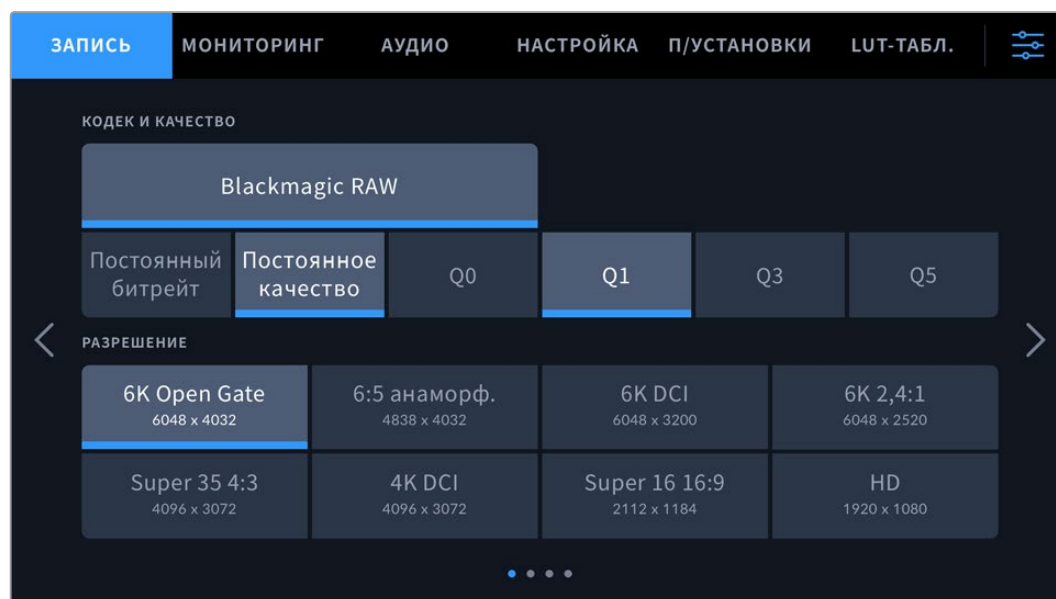 ЗАПИСЬ МОНИТОРИНГ АУДИО НАСТРОЙКА П/УСТАНОВКИ LUT-ТАБЛ.
КОДЕК И КАЧЕСТВО
Blackmagic RAW
Постоянный битрейт Постоянное качество Q0 Q1 Q3 Q5
РАЗРЕШЕНИЕ
6K Open Gate 6:5 анаморф. 6K DCI 6K 2,4:1
6048 x 4032 4838 x 4032 6048 x 3200 6048 x 2520
Super 35 4:3 4K DCI Super 16 16:9 HD
4096 x 3072 4096 x 3072 2112 x 1184 1920 x 1080